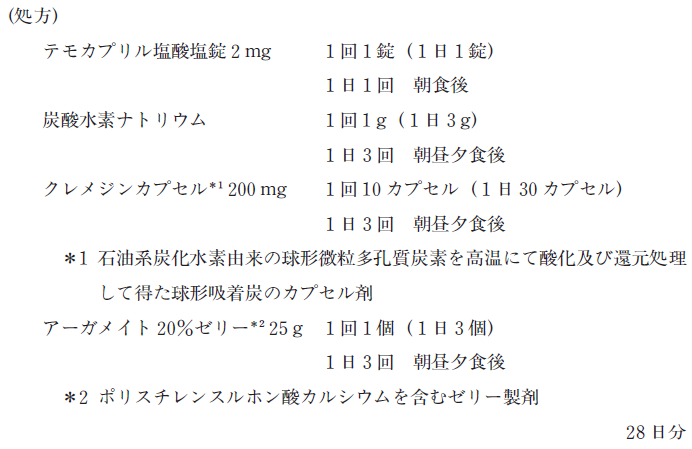 (処方)
テモカプリル塩酸塩錠 2 mg 1回1錠 (1日1錠)
1日1回 朝食後
炭酸水素ナトリウム 1回1g (1日3g)
1日3回 朝昼夕食後
クレメジンカプセル*1 200 mg 1回10カプセル (1日30カプセル)
1日3回 朝昼夕食後
*1 石油系炭化水素由来の球形微粒多孔質炭素を高温にて酸化及び還元処理
して得た球形吸着炭のカプセル剤
アーガメイト 20%ゼリー*2 25 g 1回1個 (1日3個)
1日3回 朝昼夕食後
*2 ポリスチレンスルホン酸カルシウムを含むゼリー製剤
28日分